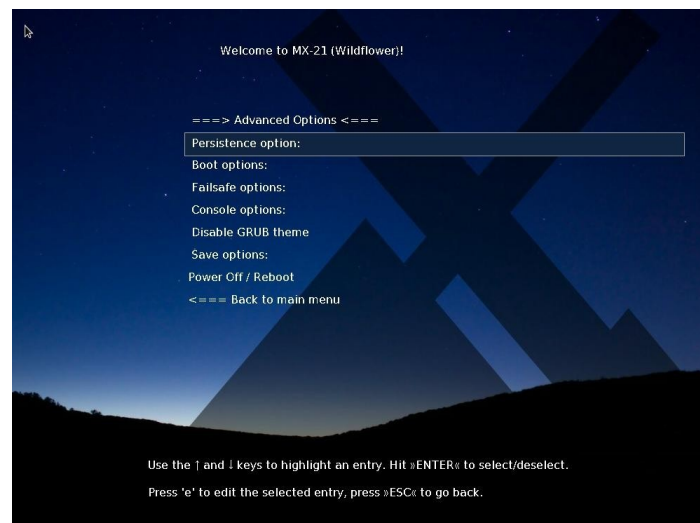 Welcome to MX-21 (Wildflower)!
===> Advanced Options <===
Persistence option:
Boot options:
Failsafe options:
Console options:
Disable GRUB theme
Save options:
Power Off / Reboot
<=== Back to main menu
Use the ↑ and ↓ keys to highlight an entry. Hit »ENTER« to select/deselect.
Press 'e' to edit the selected entry, press »ESC« to go back.